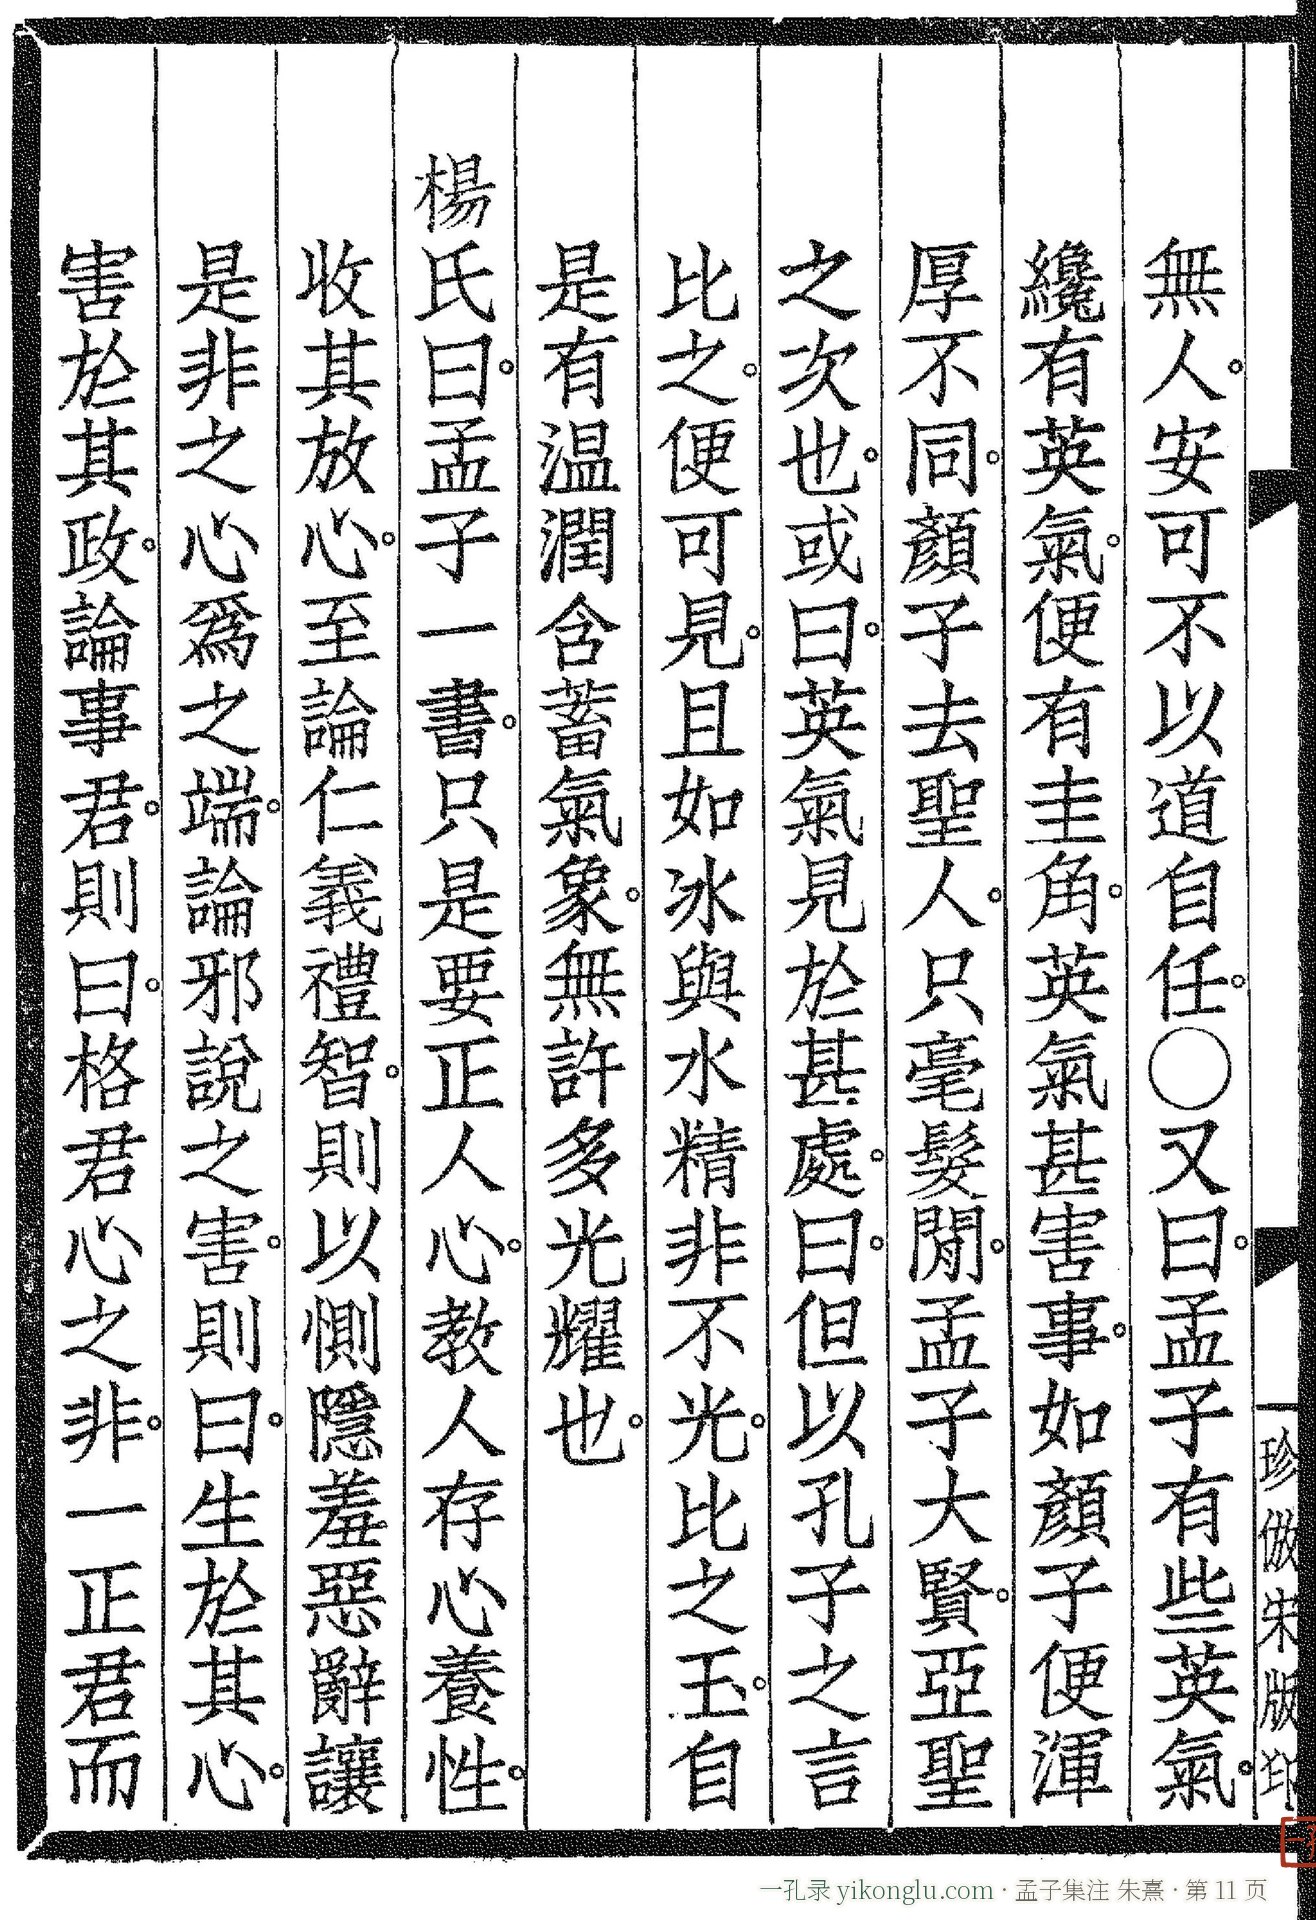 無人。安可不以道自任。〇又曰。孟子有些英氣。
纔有英氣。便有圭角。英氣甚害事。如顏子便渾
厚不同。顏子去聖人。只毫髮閒。孟子大賢。亞聖
之次也。或曰。英氣見於甚處。曰。但以孔子之言
比之。便可見。且如冰與水精非不光。比之玉。自
是有温潤含蓄氣象。無許多光耀也。
楊氏曰。孟子一書。只是要正人心。教人存心養性。
收其放心。至論仁義禮智。則以惻隱羞惡辭讓
是非之心爲之端。論邪說之害。則曰。生於其心。
害於其政。論事君。則曰。格君心之非。一正君而
珍倣宋版印
一孔录 yikonglu.com · 孟子集注 朱熹 · 第 11 页